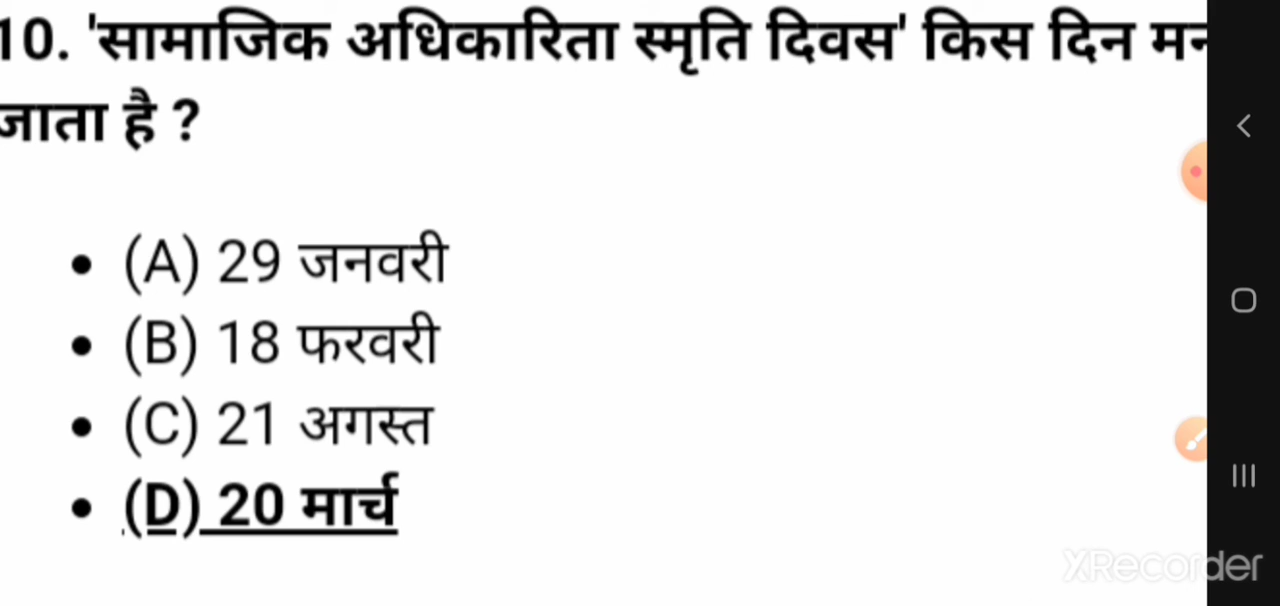 10. 'सामाजिक अधिकारिता स्मृति दिवस' किस दिन
जाता है ?
(A) 29 जनवरी
(B) 18 फरवरी
(C) 21 अगस्त
(D) 20 मार्च
XRecorder